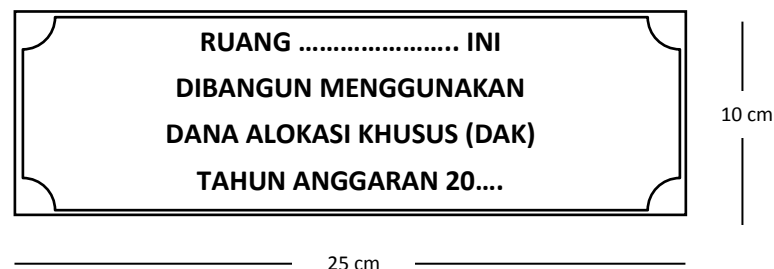 RUANG ………………….. INI
DIBANGUN MENGGUNAKAN
DANA ALOKASI KHUSUS (DAK)
TAHUN ANGGARAN 20….
10 cm
25 cm